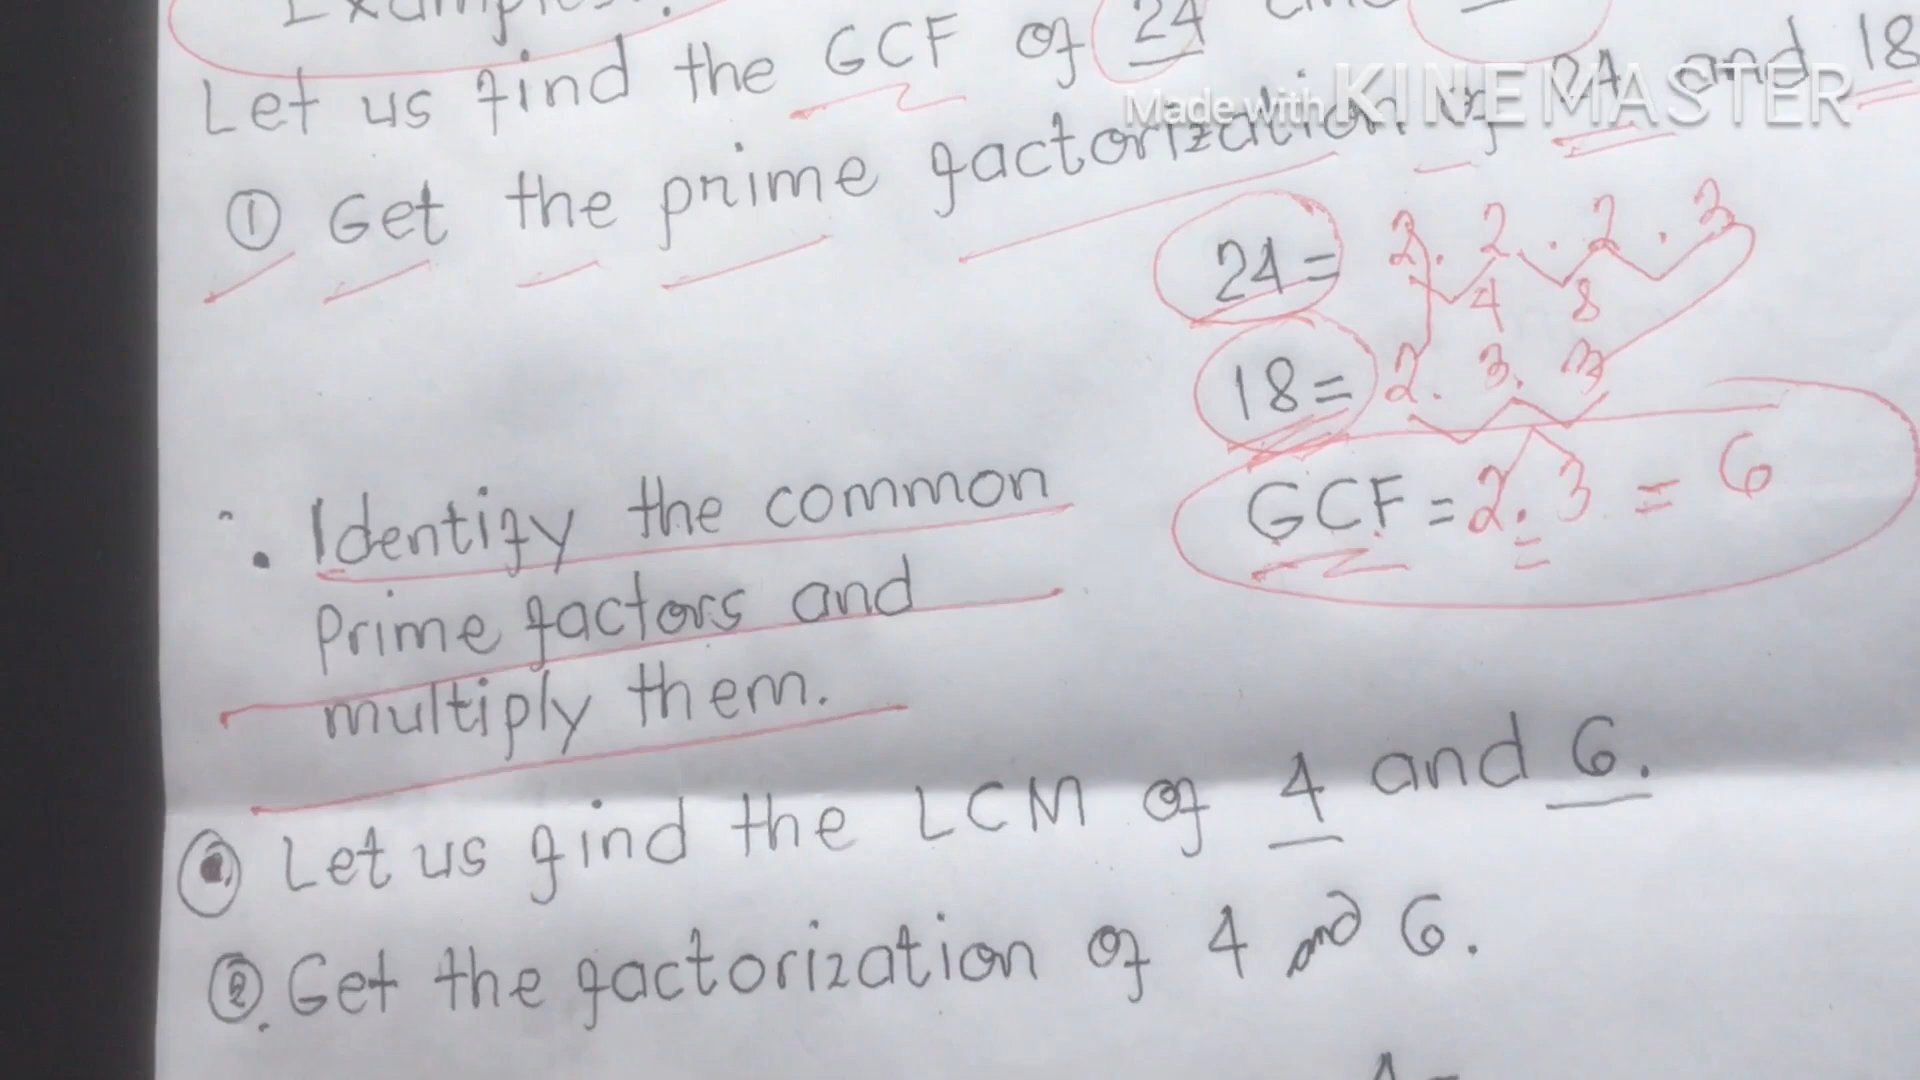 Examples:
Let us find the GCF of 24 and
① Get the prime factorization of 24 and 18
Made with KINEMASTER
24 = 2 . 2 . 2 . 3
4 8
18 = 2 . 3 . 3
GCF = 2 . 3 = 6
. Identify the common
Prime factors and
multiply them.
Let us find the LCM of 4 and 6.
②. Get the factorization of 4 and 6.